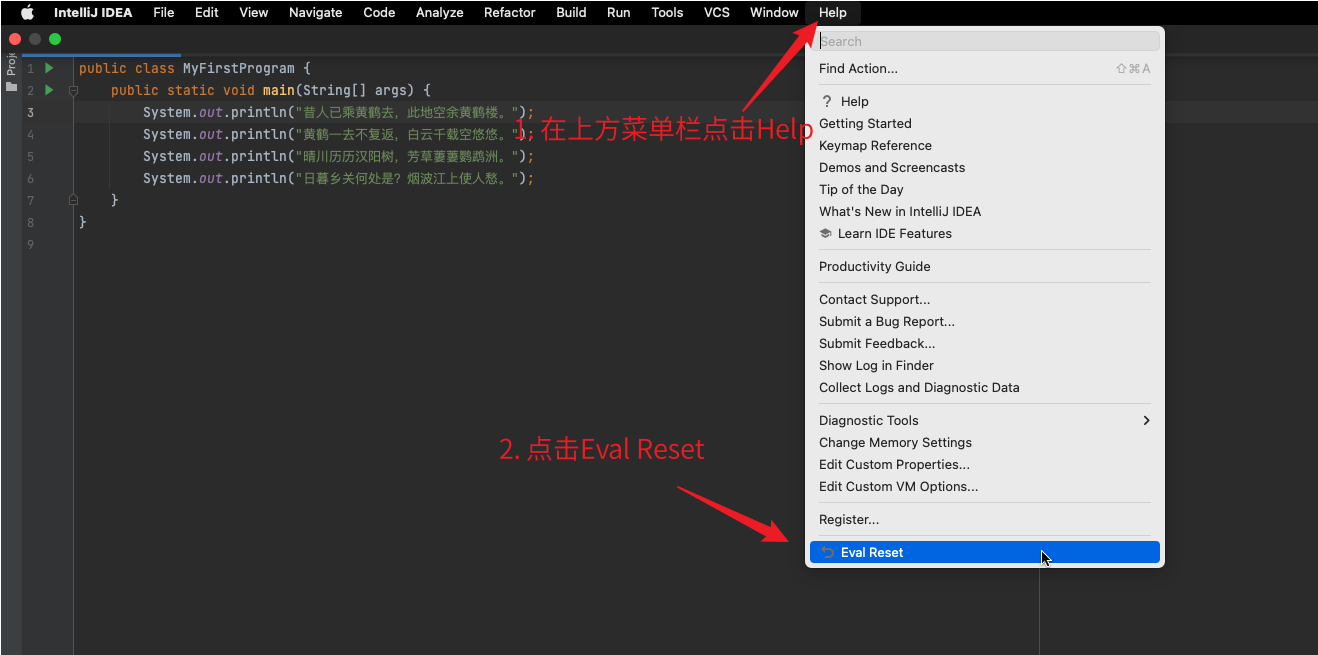 IntelliJ IDEA File Edit View Navigate Code Analyze Refactor Build Run Tools VCS Window Help
Search
Find Action... ⇧⌘A
? Help
Getting Started
Keymap Reference
Demos and Screencasts
Tip of the Day
What's New in IntelliJ IDEA
Learn IDE Features
Productivity Guide
Contact Support...
Submit a Bug Report...
Submit Feedback...
Show Log in Finder
Collect Logs and Diagnostic Data
Diagnostic Tools
Change Memory Settings
Edit Custom Properties...
Edit Custom VM Options...
Register...
Eval Reset
Proj
1 public class MyFirstProgram {
2 public static void main(String[] args) {
3 System.out.println("昔人已乘黄鹤去，此地空余黄鹤楼。");
4 System.out.println("黄鹤一去不复返，白云千载空悠悠。");
5 System.out.println("晴川历历汉阳树，芳草萋萋鹦鹉洲。");
6 System.out.println("日暮乡关何处是？烟波江上使人愁。");
7 }
8 }
9
1. 在上方菜单栏点击Help
2. 点击Eval Reset